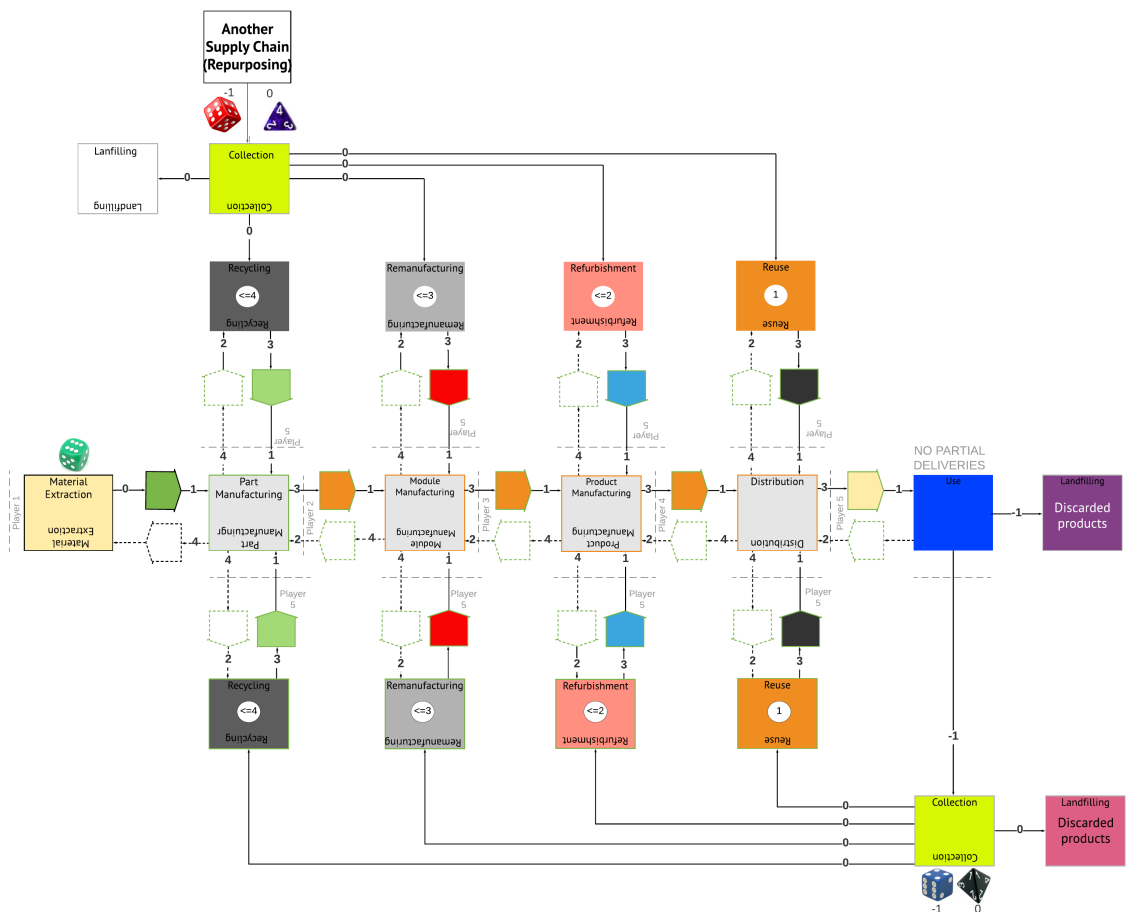 Another
Supply Chain
(Repurposing)
-1
0
4
2
3
Lanfilling
Landfilling
Collection
Collection
0
0
0
0
0
Recycling
<=4
Recycling
Remanufacturing
<=3
Remanufacturing
Refurbishment
<=2
Refurbishment
Reuse
1
Reuse
2
3
2
3
2
3
2
3
5
Player
5
Player
5
Player
5
Player
4
1
4
1
4
1
4
1
NO PARTIAL
DELIVERIES
Player 1
Material
Extraction
Material
Extraction
0
1
4
Part
Manufacturing
Part
Manufacturing
3
2
Player 2
1
4
Module
Manufacturing
Module
Manufacturing
3
2
Player 3
1
4
Product
Manufacturing
Product
Manufacturing
3
2
Player 4
1
4
Distribution
Distribution
3
2
Player 5
1
Use
-1
Landfilling
Discarded
products
4
1
4
1
4
1
4
1
Player
5
Player
5
Player
5
Player
5
2
3
2
2
3
2
3
Recycling
<=4
Recycling
Remanufacturing
<=3
Remanufacturing
Refurbishment
<=2
Refurbishment
Reuse
1
Reuse
-1
0
0
0
0
Collection
Collection
0
Landfilling
Discarded
products
-1
0